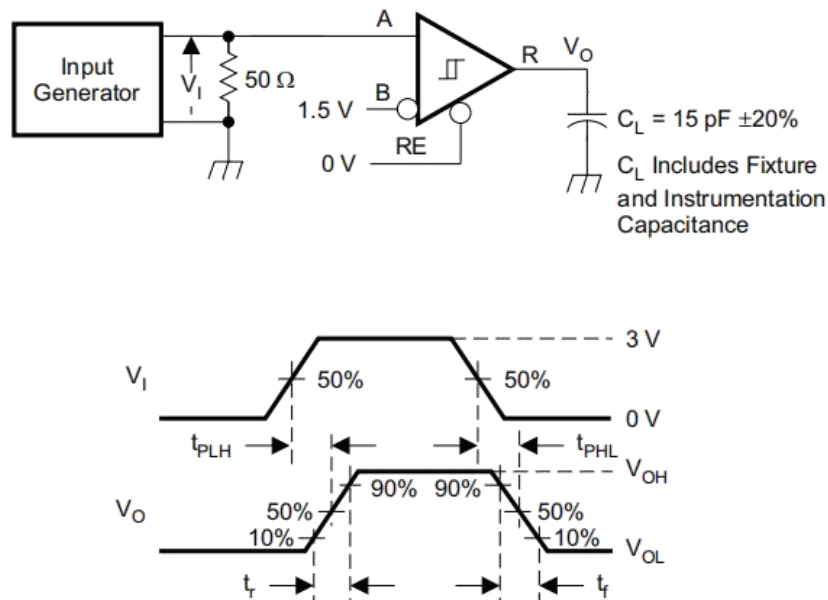 Input
Generator
V_I
50 Ω
A
B
1.5 V
RE
0 V
R
V_O
C_L = 15 pF ±20%
C_L Includes Fixture
and Instrumentation
Capacitance
V_I
50%
50%
3 V
0 V
t_PLH
t_PHL
V_O
50%
10%
90%
90%
50%
10%
V_OH
V_OL
t_r
t_f